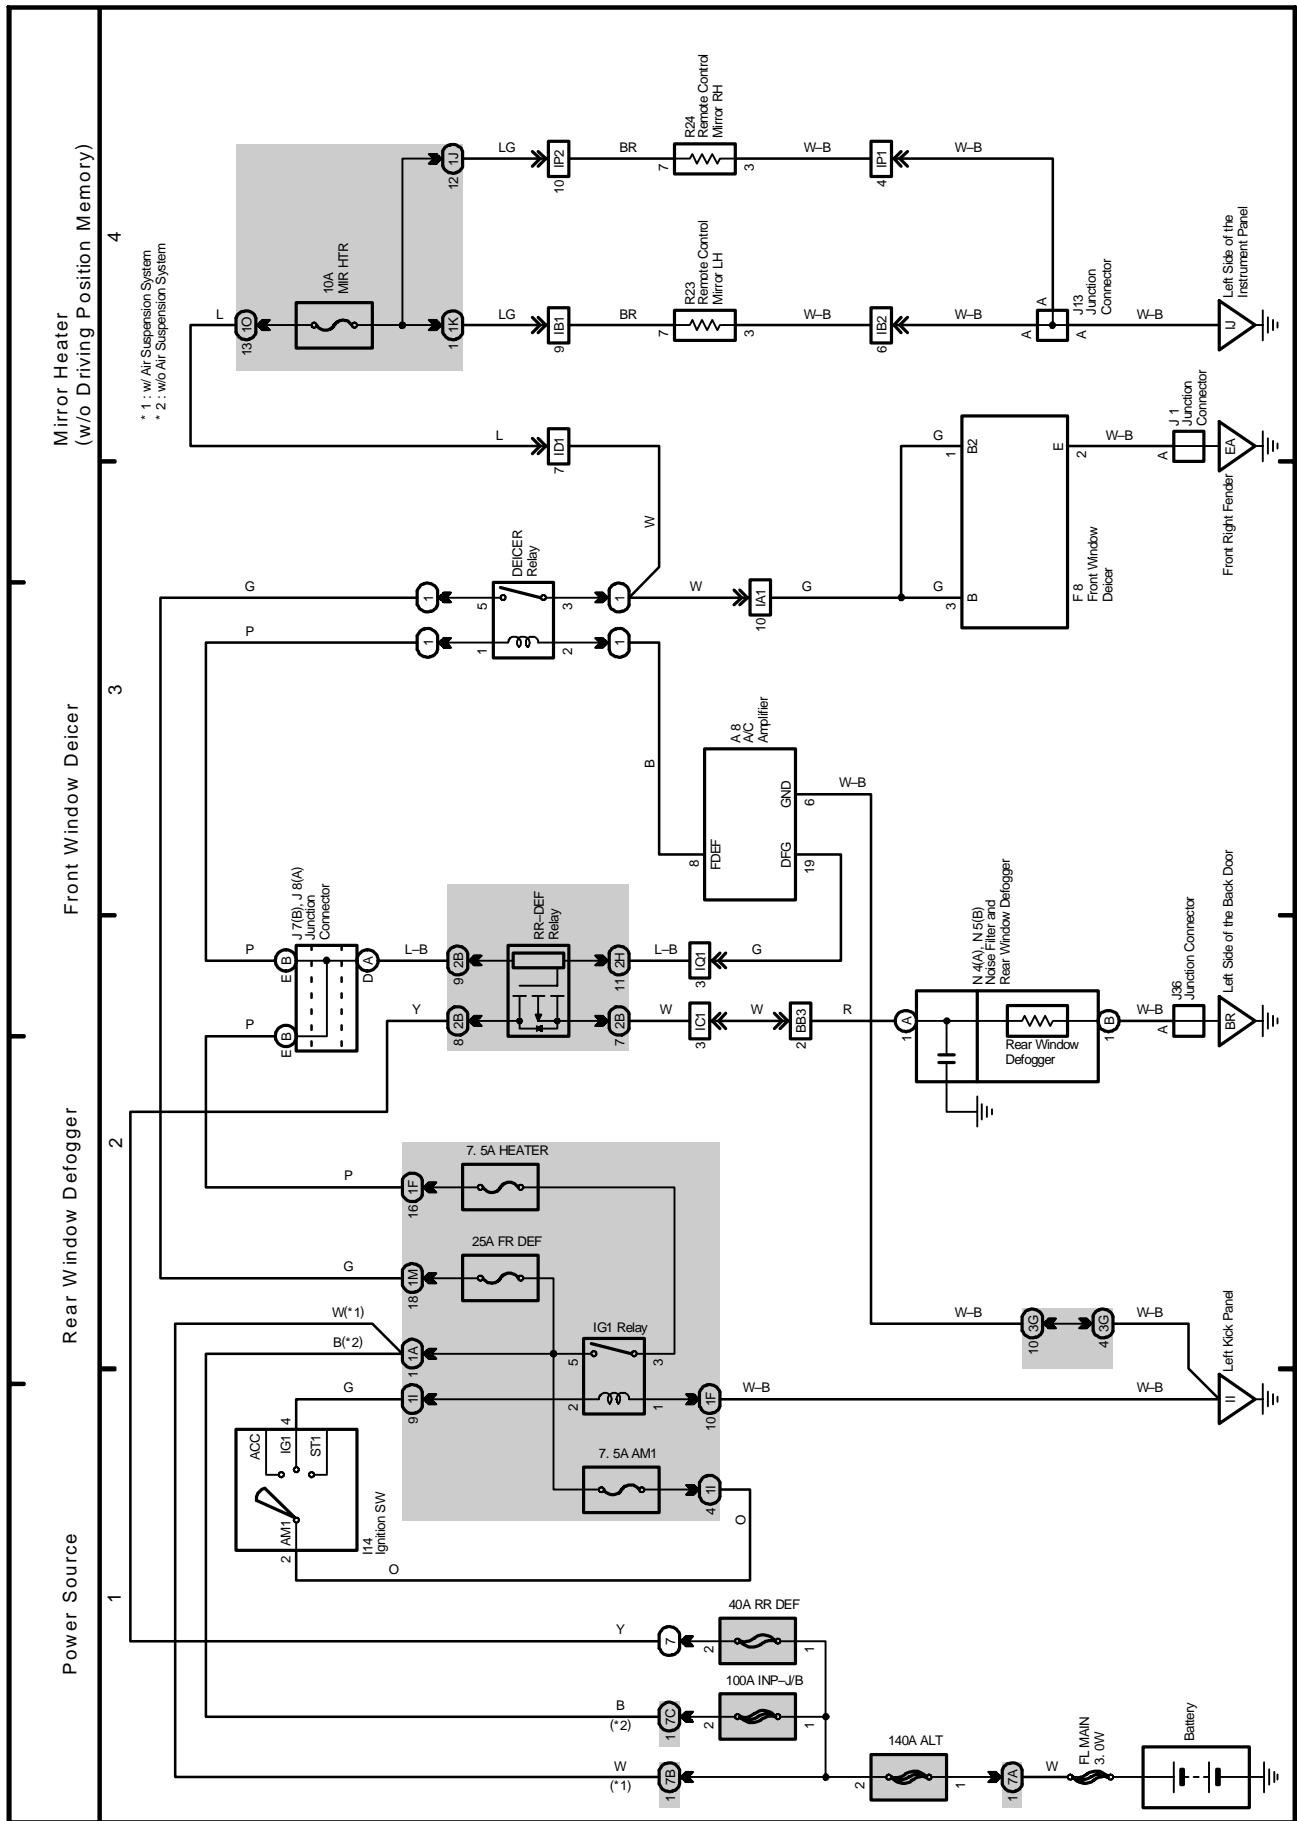 Power Source
Rear Window Defogger
Front Window Deicer
Mirror Heater
(w/o Driving Position Memory)
1
2
3
4
* 1 : w/ Air Suspension System
* 2 : w/o Air Suspension System
W
(*1)
1
7B
B
(*2)
1
7C
2
100A INP–J/B
1
Y
7
2
40A RR DEF
1
2
140A ALT
1
1
7A
W
FL MAIN
3. 0W
Battery
ACC
IG1
4
ST1
2
AM1
I14
Ignition SW
O
O
G
9
1I
B(*2)
W(*1)
1
1A
G
18
1M
P
16
1F
7. 5A HEATER
25A FR DEF
IG1 Relay
5
3
2
1
7. 5A AM1
4
1I
10
1F
W–B
W–B
II
Left Kick Panel
W–B
10
3G
4
3G
W–B
P
P
E
B
E
B
J 7(B), J 8(A)
Junction
Connector
D
A
L–B
Y
9
2B
8
2B
RR–DEF
Relay
11
2H
7
2B
L–B
3
IQ1
G
W
3
IC1
W
2
BB3
R
1
A
N 4(A), N 5(B)
Noise Filter and
Rear Window Defogger
Rear Window
Defogger
1
B
W–B
A
J36
Junction Connector
BR
Left Side of the Back Door
B
8
FDEF
A 8
A/C
Amplifier
DFG
19
GND
6
W–B
G
P
1
1
5
1
DEICER
Relay
3
2
1
1
W
W
10
IA1
G
G
G
3
B
1
B2
E
2
F 8
Front Window
Deicer
W–B
A
J 1
Junction
Connector
EA
Front Right Fender
L
7
ID1
L
13
1O
10A
MIR HTR
1
1K
12
1J
LG
LG
9
IB1
10
IP2
BR
BR
7
R23
Remote Control
Mirror LH
3
7
R24
Remote Control
Mirror RH
3
W–B
W–B
6
IB2
4
IP1
W–B
W–B
A
A
A
J13
Junction
Connector
W–B
IJ
Left Side of the
Instrument Panel